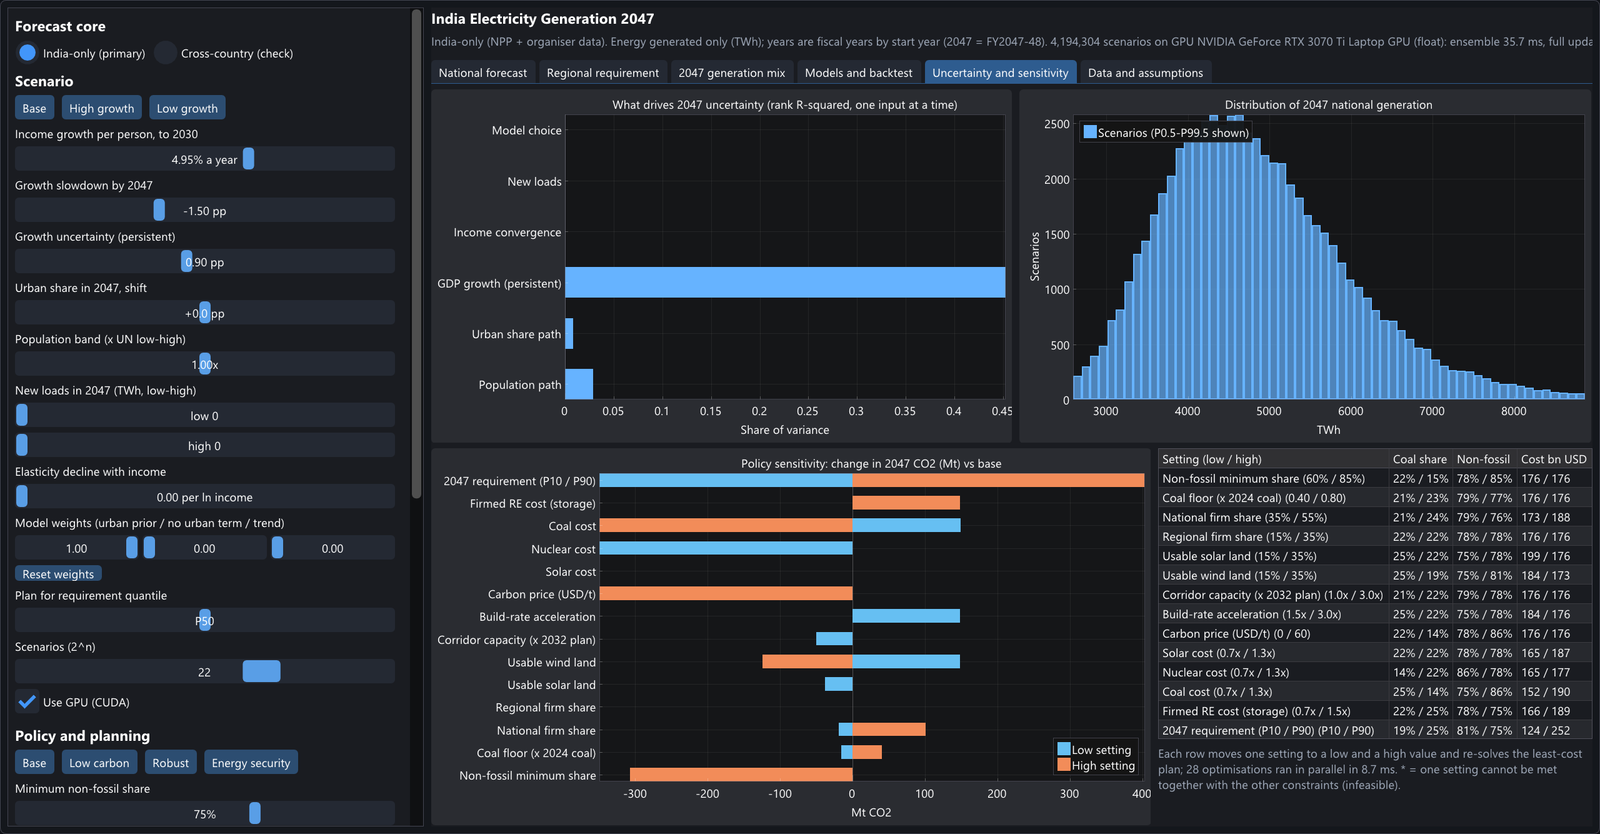 Forecast core
India-only (primary)
Cross-country (check)
Scenario
Base
High growth
Low growth
Income growth per person, to 2030
4.95% a year
Growth slowdown by 2047
-1.50 pp
Growth uncertainty (persistent)
0.90 pp
Urban share in 2047, shift
+0.0 pp
Population band (x UN low-high)
1.00x
New loads in 2047 (TWh, low-high)
low 0
high 0
Elasticity decline with income
0.00 per ln income
Model weights (urban prior / no urban term / trend)
1.00
0.00
0.00
Reset weights
Plan for requirement quantile
P50
Scenarios (2^n)
22
Use GPU (CUDA)
Policy and planning
Base
Low carbon
Robust
Energy security
Minimum non-fossil share
75%
India Electricity Generation 2047
India-only (NPP + organiser data). Energy generated only (TWh); years are fiscal years by start year (2047 = FY2047-48). 4,194,304 scenarios on GPU NVIDIA GeForce RTX 3070 Ti Laptop GPU (float): ensemble 35.7 ms, full upda
National forecast
Regional requirement
2047 generation mix
Models and backtest
Uncertainty and sensitivity
Data and assumptions
What drives 2047 uncertainty (rank R-squared, one input at a time)
Model choice
New loads
Income convergence
GDP growth (persistent)
Urban share path
Population path
0 0.05 0.1 0.15 0.2 0.25 0.3 0.35 0.4 0.45
Share of variance
Distribution of 2047 national generation
Scenarios (P0.5-P99.5 shown)
2500
2000
1500
1000
500
0
Scenarios
3000 4000 5000 6000 7000 8000
TWh
Policy sensitivity: change in 2047 CO2 (Mt) vs base
2047 requirement (P10 / P90)
Firmed RE cost (storage)
Coal cost
Nuclear cost
Solar cost
Carbon price (USD/t)
Build-rate acceleration
Corridor capacity (x 2032 plan)
Usable wind land
Usable solar land
Regional firm share
National firm share
Coal floor (x 2024 coal)
Non-fossil minimum share
Low setting
High setting
-300 -200 -100 0 100 200 300 400
Mt CO2
Setting (low / high) Coal share Non-fossil Cost bn USD
Non-fossil minimum share (60% / 85%) 22% / 15% 78% / 85% 176 / 176
Coal floor (x 2024 coal) (0.40 / 0.80) 21% / 23% 79% / 77% 176 / 176
National firm share (35% / 55%) 21% / 24% 79% / 76% 173 / 188
Regional firm share (15% / 35%) 22% / 22% 78% / 78% 176 / 176
Usable solar land (15% / 35%) 25% / 22% 75% / 78% 199 / 176
Usable wind land (15% / 35%) 25% / 19% 75% / 81% 184 / 173
Corridor capacity (x 2032 plan) (1.0x / 3.0x) 21% / 22% 79% / 78% 176 / 176
Build-rate acceleration (1.5x / 3.0x) 25% / 22% 75% / 78% 184 / 176
Carbon price (USD/t) (0 / 60) 22% / 14% 78% / 86% 176 / 176
Solar cost (0.7x / 1.3x) 22% / 22% 78% / 78% 165 / 187
Nuclear cost (0.7x / 1.3x) 14% / 22% 86% / 78% 165 / 177
Coal cost (0.7x / 1.3x) 25% / 14% 75% / 86% 152 / 190
Firmed RE cost (storage) (0.7x / 1.5x) 22% / 25% 78% / 75% 166 / 189
2047 requirement (P10 / P90) (P10 / P90) 19% / 25% 81% / 75% 124 / 252
Each row moves one setting to a low and a high value and re-solves the least-cost
plan; 28 optimisations ran in parallel in 8.7 ms. * = one setting cannot be met
together with the other constraints (infeasible).